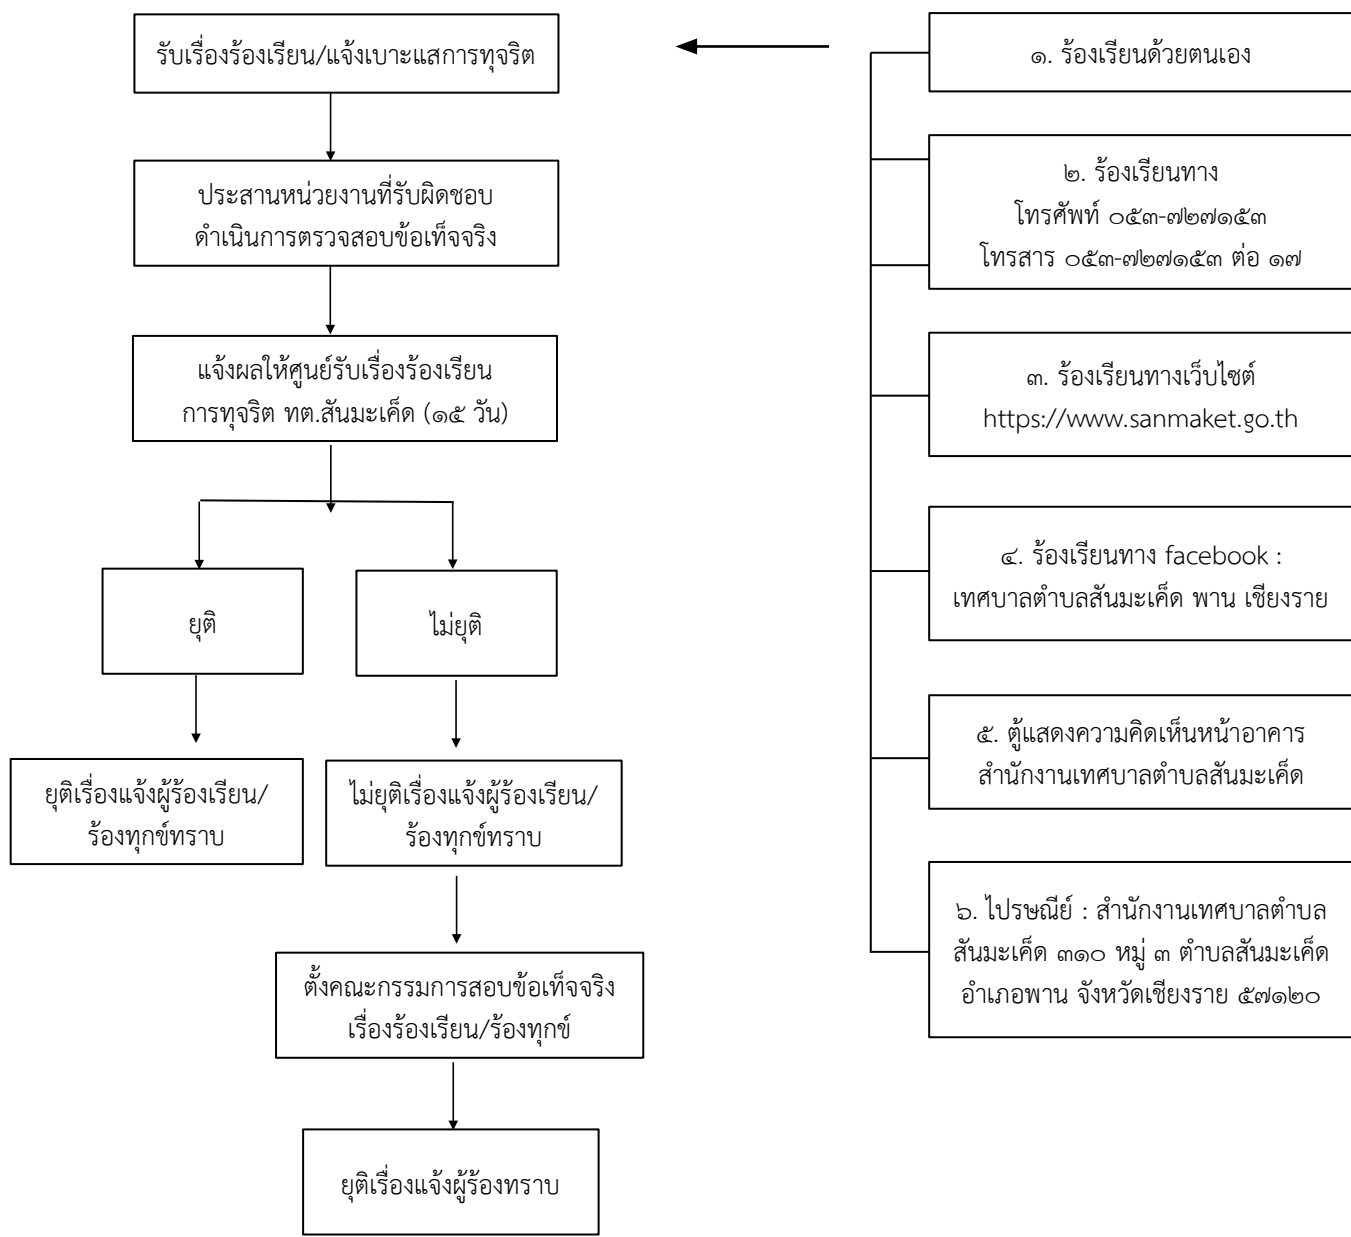 รับเรื่องร้องเรียน/แจ้งเบาะแสการทุจริต
ประสานหน่วยงานที่รับผิดชอบ
ดำเนินการตรวจสอบข้อเท็จจริง
แจ้งผลให้ศูนย์รับเรื่องร้องเรียน
การทุจริต ทต.สันมะเค็ด (๑๕ วัน)
ยุติ
ไม่ยุติ
ยุติเรื่องแจ้งผู้ร้องเรียน/
ร้องทุกข์ทราบ
ไม่ยุติเรื่องแจ้งผู้ร้องเรียน/
ร้องทุกข์ทราบ
ตั้งคณะกรรมการสอบข้อเท็จจริง
เรื่องร้องเรียน/ร้องทุกข์
ยุติเรื่องแจ้งผู้ร้องทราบ
๑. ร้องเรียนด้วยตนเอง
๒. ร้องเรียนทาง
โทรศัพท์ ๐๕๓-๗๒๗๑๕๓
โทรสาร ๐๕๓-๗๒๗๑๕๓ ต่อ ๑๗
๓. ร้องเรียนทางเว็บไซต์
https://www.sanmaket.go.th
๔. ร้องเรียนทาง facebook :
เทศบาลตำบลสันมะเค็ด พาน เชียงราย
๕. ตู้แสดงความคิดเห็นหน้าอาคาร
สำนักงานเทศบาลตำบลสันมะเค็ด
๖. ไปรษณีย์ : สำนักงานเทศบาลตำบล
สันมะเค็ด ๓๑๐ หมู่ ๓ ตำบลสันมะเค็ด
อำเภอพาน จังหวัดเชียงราย ๕๗๑๒๐